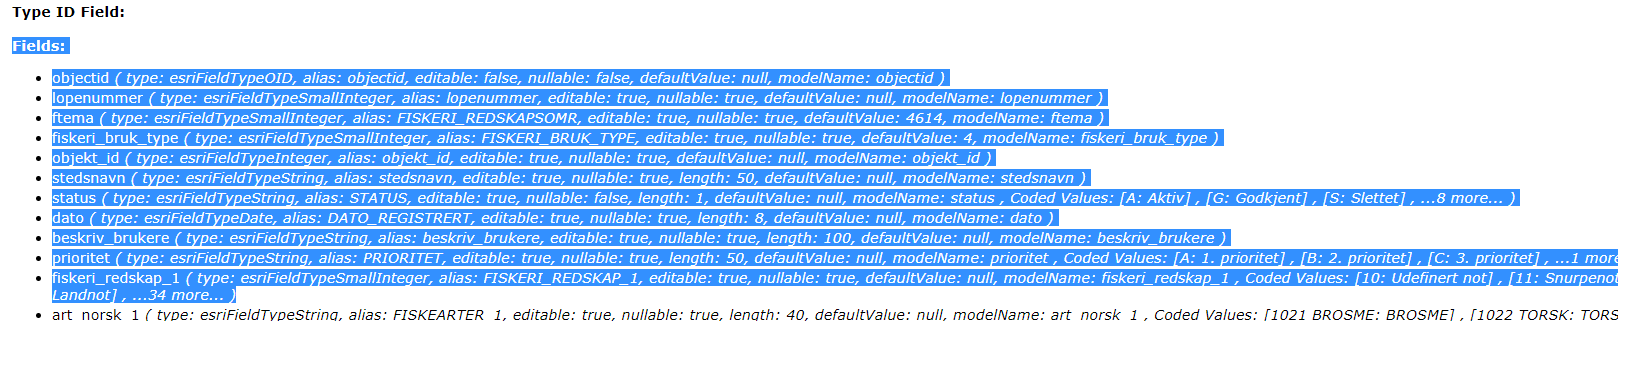 Type ID Field:
Fields:
objectid ( type: esriFieldTypeOID, alias: objectid, editable: false, nullable: false, defaultValue: null, modelName: objectid )
lopenummer ( type: esriFieldTypeSmallInteger, alias: lopenummer, editable: true, nullable: true, defaultValue: null, modelName: lopenummer )
ftema ( type: esriFieldTypeSmallInteger, alias: FISKERI_REDSKAPSOMR, editable: true, nullable: true, defaultValue: 4614, modelName: ftema )
fiskeri_bruk_type ( type: esriFieldTypeSmallInteger, alias: FISKERI_BRUK_TYPE, editable: true, nullable: true, defaultValue: 4, modelName: fiskeri_bruk_type )
objekt_id ( type: esriFieldTypeInteger, alias: objekt_id, editable: true, nullable: true, defaultValue: null, modelName: objekt_id )
stedsnavn ( type: esriFieldTypeString, alias: stedsnavn, editable: true, nullable: true, length: 50, defaultValue: null, modelName: stedsnavn )
status ( type: esriFieldTypeString, alias: STATUS, editable: true, nullable: false, length: 1, defaultValue: null, modelName: status , Coded Values: [A: Aktiv] , [G: Godkjent] , [S: Slettet] , ...8 more... )
dato ( type: esriFieldTypeDate, alias: DATO_REGISTRERT, editable: true, nullable: true, length: 8, defaultValue: null, modelName: dato )
beskriv_brukere ( type: esriFieldTypeString, alias: beskriv_brukere, editable: true, nullable: true, length: 100, defaultValue: null, modelName: beskriv_brukere )
prioritet ( type: esriFieldTypeString, alias: PRIORITET, editable: true, nullable: true, length: 50, defaultValue: null, modelName: prioritet , Coded Values: [A: 1. prioritet] , [B: 2. prioritet] , [C: 3. prioritet] , ...1 more
fiskeri_redskap_1 ( type: esriFieldTypeSmallInteger, alias: FISKERI_REDSKAP_1, editable: true, nullable: true, defaultValue: null, modelName: fiskeri_redskap_1 , Coded Values: [10: Udefinert not] , [11: Snurpenot
Landnot] , ...34 more... )
art_norsk_1 ( type: esriFieldTypeString, alias: FISKEARTER_1, editable: true, nullable: true, length: 40, defaultValue: null, modelName: art_norsk_1 , Coded Values: [1021 BROSME: BROSME] , [1022 TORSK: TORS